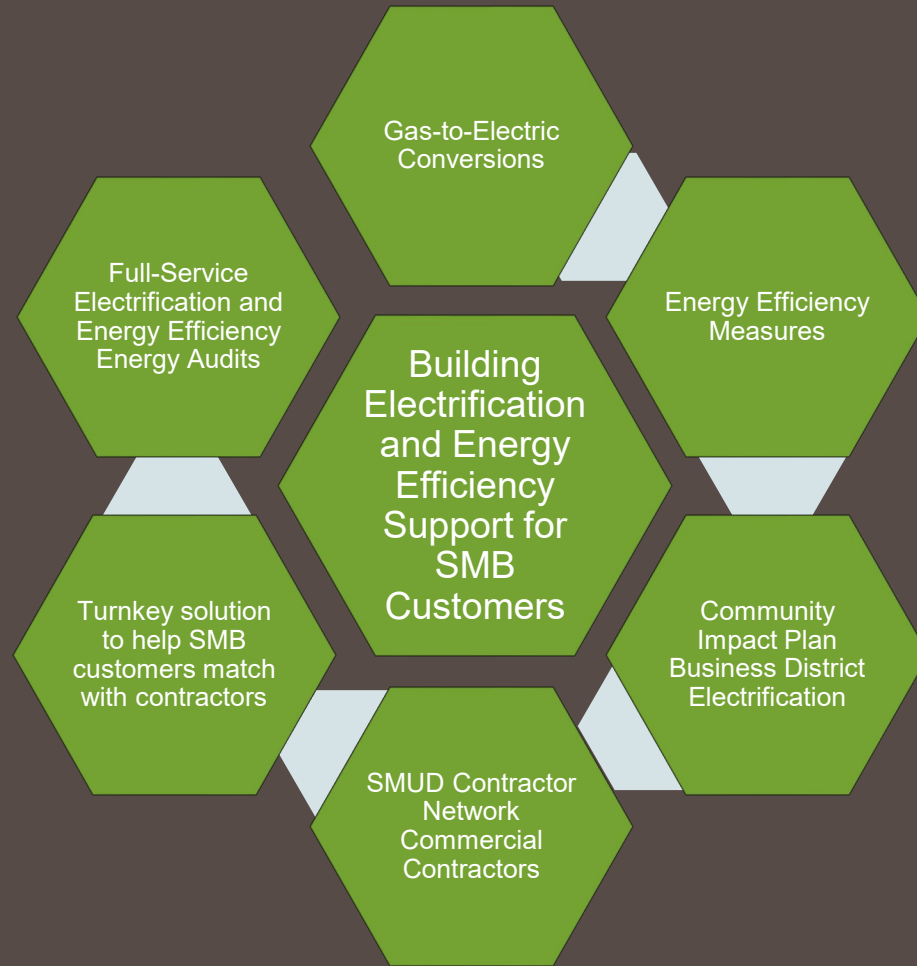 Gas-to-Electric
Conversions
Energy Efficiency
Measures
Community
Impact Plan
Business District
Electrification
SMUD Contractor
Network
Commercial
Contractors
Turnkey solution
to help SMB
customers match
with contractors
Full-Service
Electrification and
Energy Efficiency
Energy Audits
Building
Electrification
and Energy
Efficiency
Support for
SMB
Customers